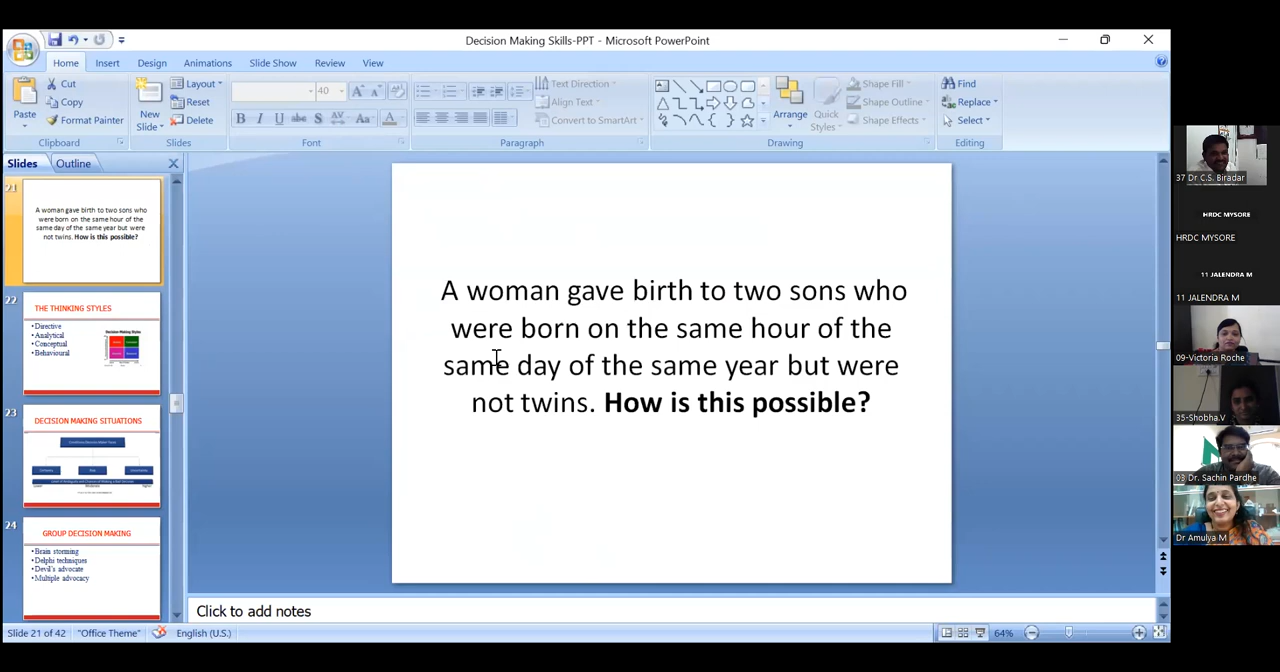 Decision Making Skills-PPT - Microsoft PowerPoint
Home Insert Design Animations Slide Show Review View
Cut
Copy
Format Painter
Paste
Clipboard
New
Slide
Layout
Reset
Delete
Slides
40
B I U abc S AV Aa A
Font
Text Direction
Align Text
Convert to SmartArt
Paragraph
Arrange
Quick
Styles
Shape Fill
Shape Outline
Shape Effects
Drawing
Find
Replace
Select
Editing
Slides Outline
21
A woman gave birth to two sons who
were born on the same hour of the
same day of the same year but were
not twins. How is this possible?
22
THE THINKING STYLES
• Directive
• Analytical
• Conceptual
• Behavioural
Decision-Making Styles
23
DECISION MAKING SITUATIONS
24
GROUP DECISION MAKING
• Brain storming
• Delphi techniques
• Devil's advocate
• Multiple advocacy
A woman gave birth to two sons who
were born on the same hour of the
same day of the same year but were
not twins. How is this possible?
Click to add notes
Slide 21 of 42 "Office Theme" English (U.S.) 64%
37 Dr C.S. Biradar
HRDC MYSORE
HRDC MYSORE
11 JALENDRA M
11 JALENDRA M
09-Victoria Roche
35-Shobha.V
03 Dr. Sachin Pardhe
Dr Amulya M